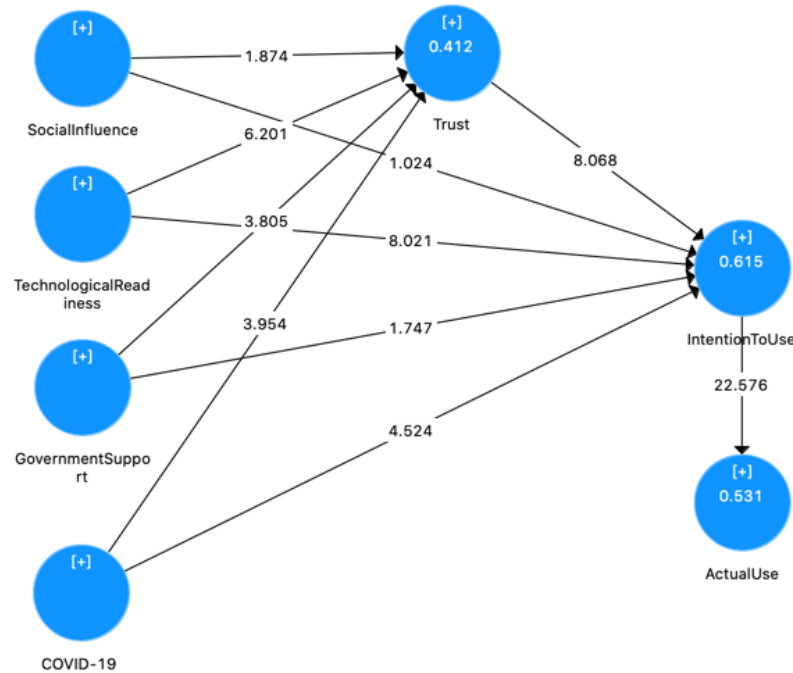 [+]
SocialInfluence
[+]
0.412
Trust
1.874
6.201
1.024
8.068
[+]
TechnologicalRead
iness
3.805
8.021
[+]
0.615
IntentionToUse
[+]
GovernmentSuppo
rt
3.954
1.747
22.576
4.524
[+]
0.531
ActualUse
[+]
COVID-19